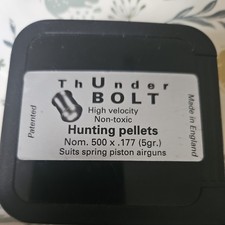 ThUnder
BOLT
High velocity
Non-toxic
Hunting pellets
Nom. 500 x .177 (5gr.)
Suits spring piston airguns
Patented
Made in England